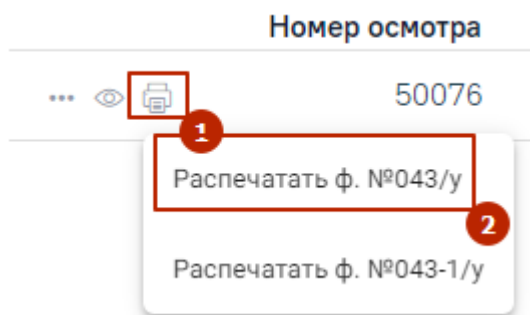 Номер осмотра
50076
1
Распечатать ф. №043/у
2
Распечатать ф. №043-1/у